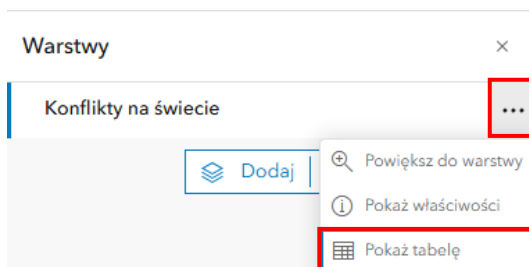 Warstwy
Konflikty na świecie
Dodaj
Powiększ do warstwy
Pokaż właściwości
Pokaż tabelę